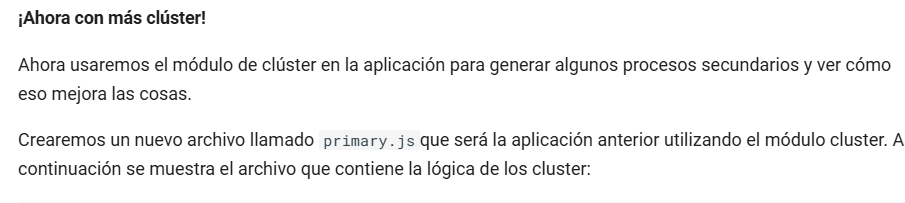 ¡Ahora con más clúster!
Ahora usaremos el módulo de clúster en la aplicación para generar algunos procesos secundarios y ver cómo
eso mejora las cosas.
Crearemos un nuevo archivo llamado primary.js que será la aplicación anterior utilizando el módulo cluster. A
continuación se muestra el archivo que contiene la lógica de los cluster: